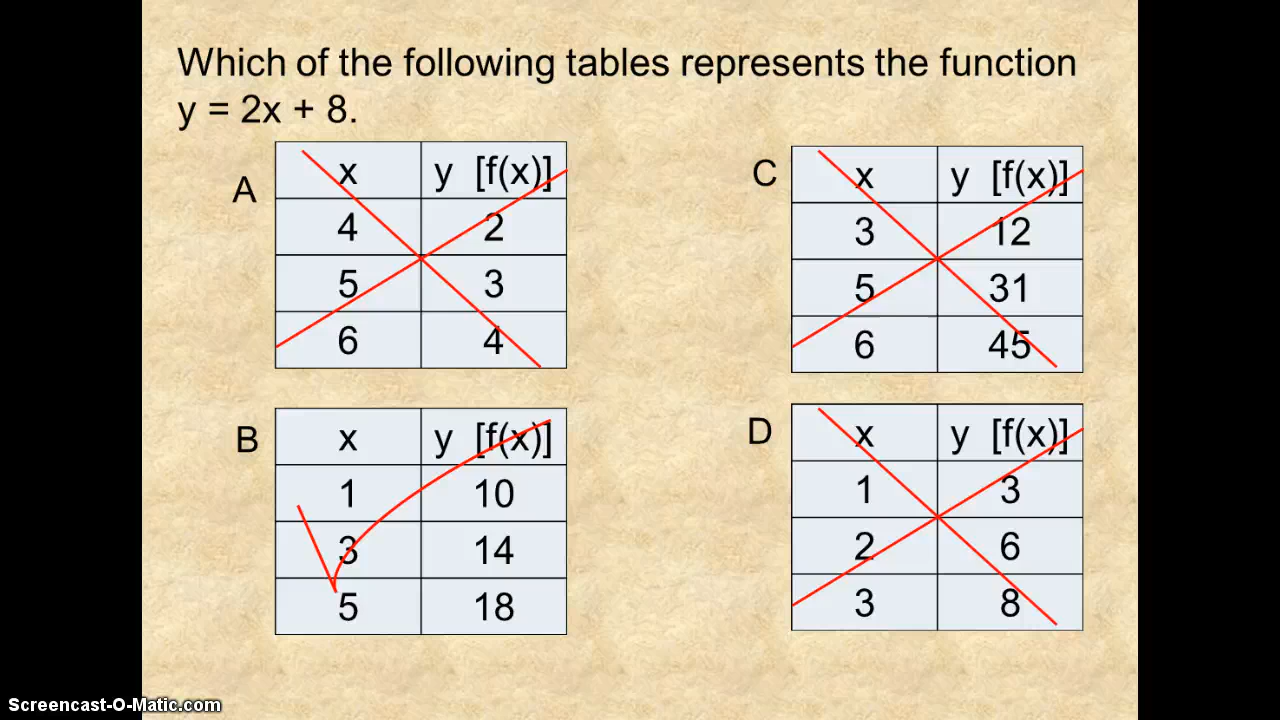 Which of the following tables represents the function
y = 2x + 8.
A
x y [f(x)]
4 2
5 3
6 4
B
x y [f(x)]
1 10
3 14
5 18
C
x y [f(x)]
3 12
5 31
6 45
D
x y [f(x)]
1 3
2 6
3 8
Screencast-O-Matic.com